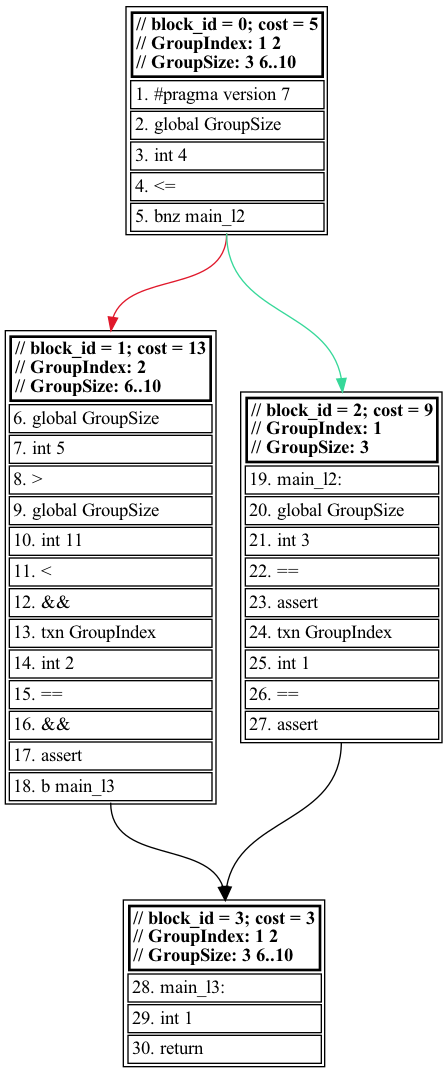 // block_id = 0; cost = 5
// GroupIndex: 1 2
// GroupSize: 3 6..10
1. #pragma version 7
2. global GroupSize
3. int 4
4. <=
5. bnz main_l2
// block_id = 1; cost = 13
// GroupIndex: 2
// GroupSize: 6..10
6. global GroupSize
7. int 5
8. >
9. global GroupSize
10. int 11
11. <
12. &&
13. txn GroupIndex
14. int 2
15. ==
16. &&
17. assert
18. b main_l3
// block_id = 2; cost = 9
// GroupIndex: 1
// GroupSize: 3
19. main_l2:
20. global GroupSize
21. int 3
22. ==
23. assert
24. txn GroupIndex
25. int 1
26. ==
27. assert
// block_id = 3; cost = 3
// GroupIndex: 1 2
// GroupSize: 3 6..10
28. main_l3:
29. int 1
30. return